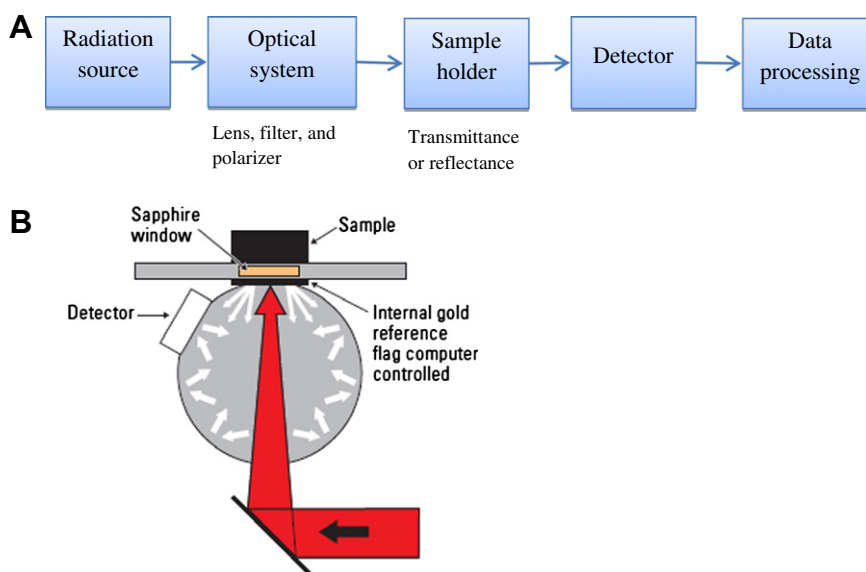 A
Radiation
source
Optical
system
Sample
holder
Detector
Data
processing
Lens, filter, and
polarizer
Transmittance
or reflectance
B
Sapphire
window
Sample
Detector
Internal gold
reference
flag computer
controlled